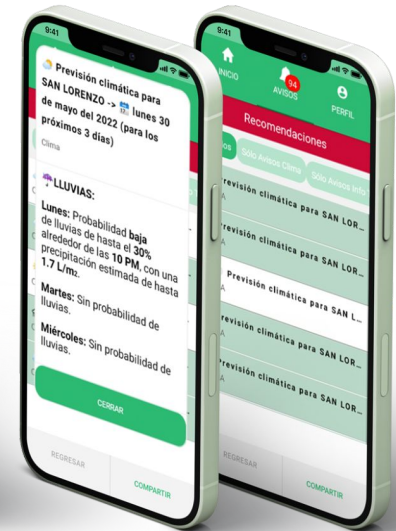 9:41
Previsión climática para
SAN LORENZO -> lunes 30
de mayo del 2022 (para los
próximos 3 días)
Clima
LLUVIAS:
Lunes: Probabilidad baja
de lluvias de hasta el 30%
alrededor de las 10 PM, con una
precipitación estimada de hasta
1.7 L/m2.
Martes: Sin probabilidad de
lluvias.
Miércoles: Sin probabilidad de
lluvias.
CERRAR
REGRESAR
COMPARTIR
9:41
INICIO
94
AVISOS
PERFIL
Recomendaciones
Sólo Avisos Clima
Sólo Avisos Info
Previsión climática para SAN LOR...
Previsión climática para SAN LOR...
Previsión climática para SAN L...
Previsión climática para SAN LOR...
Previsión climática para SAN LOR...
REGRESAR
COMPARTIR